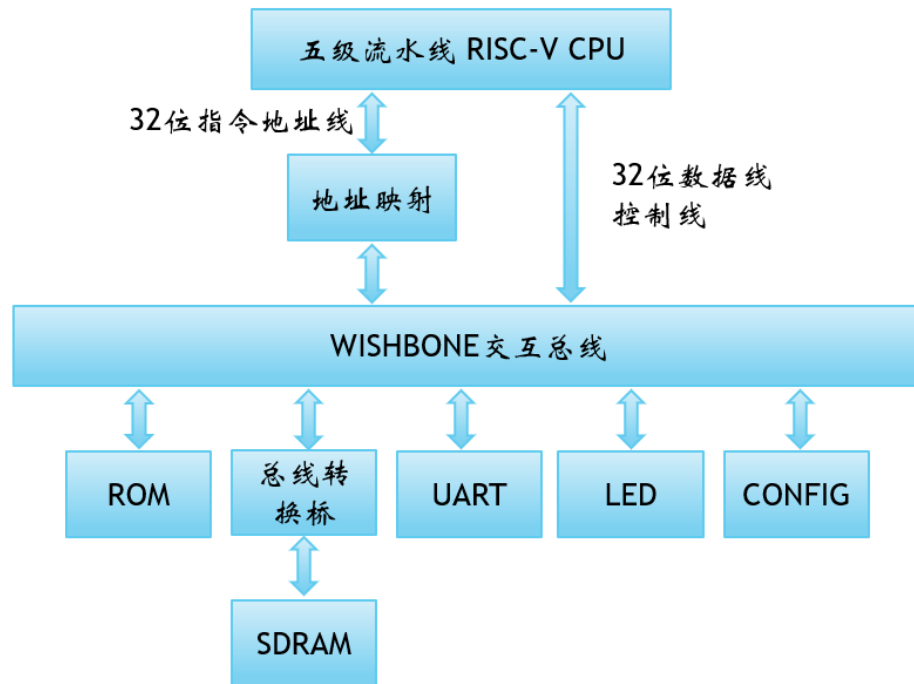 五级流水线 RISC-V CPU
32位指令地址线
地址映射
32位数据线
控制线
WISHBONE交互总线
ROM
总线转
换桥
UART
LED
CONFIG
SDRAM